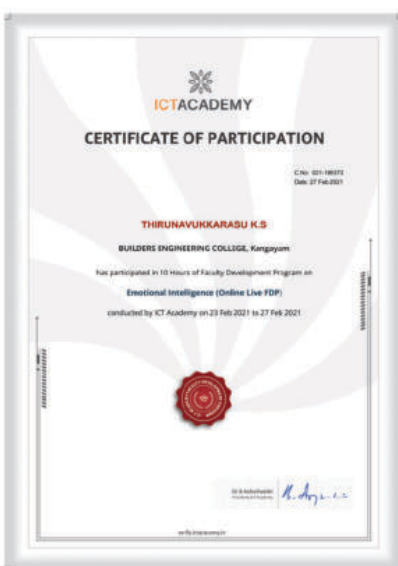 ICTACADEMY
CERTIFICATE OF PARTICIPATION
Date: 27 Feb 2021
THIRUNAVUKKARASU K.S
BUILDERS ENGINEERING COLLEGE, Kangayam
has participated in 10 Hours of Faculty Development Program on
Emotional Intelligence (Online Live FDP)
conducted by ICT Academy on 23 Feb 2021 to 27 Feb 2021